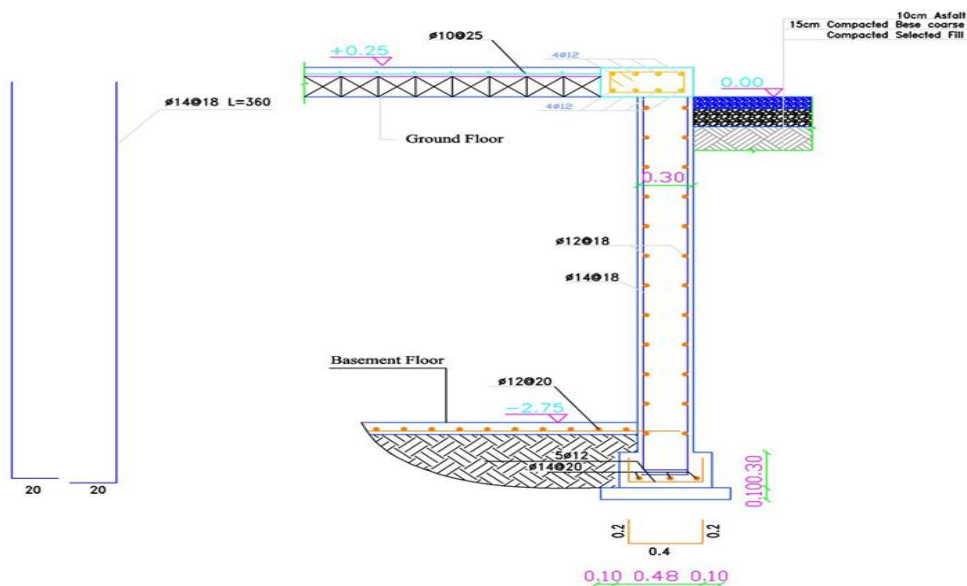 10cm Asfalt
15cm Compacted Bese coarse
Compacted Selected Fill
ø10@25
+0.25
4ø12
0.00
ø14@18 L=360
4ø12
Ground Floor
0.30
ø12@18
ø14@18
Basement Floor
ø12@20
-2.75
5ø12
ø14@20
20
20
0.30
0.10
0.2
0.2
0.4
0.10 0.48 0.10